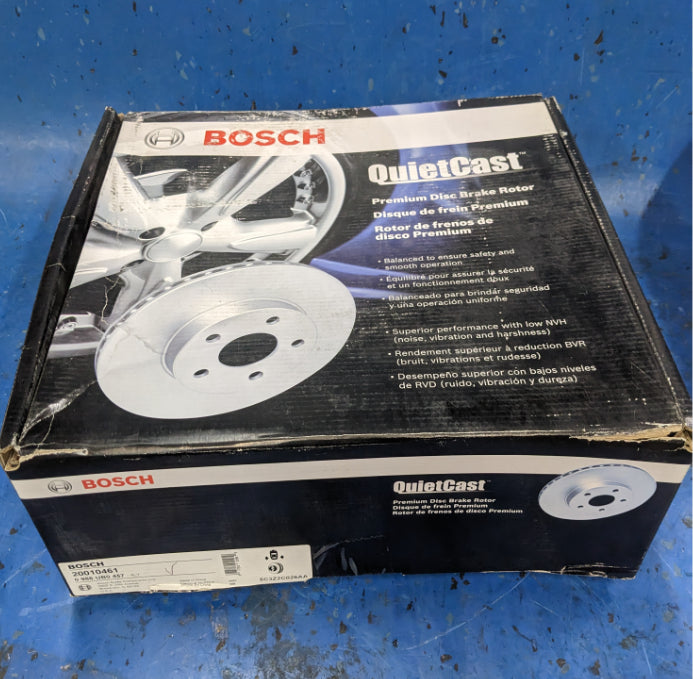 BOSCH
QuietCast™
Premium Disc Brake Rotor
Disque de frein Premium
Rotor de frenos de
disco Premium
• Balanced to ensure safety and
smooth operation.
• Équilibré pour assurer la sécurité
et un fonctionnement doux
• Balanceado para brindar seguridad
y una operación uniforme
• Superior performance with low NVH
(noise, vibration and harshness)
• Rendement supérieur à réduction BVR
(bruit, vibrations et rudesse)
• Desempeño superior con bajos niveles
de RVD (ruido, vibración y dureza)
BOSCH
QuietCast™
Premium Disc Brake Rotor
Disque de frein Premium
Rotor de frenos de disco Premium
BOSCH
20010461
5C3Z2C026AA